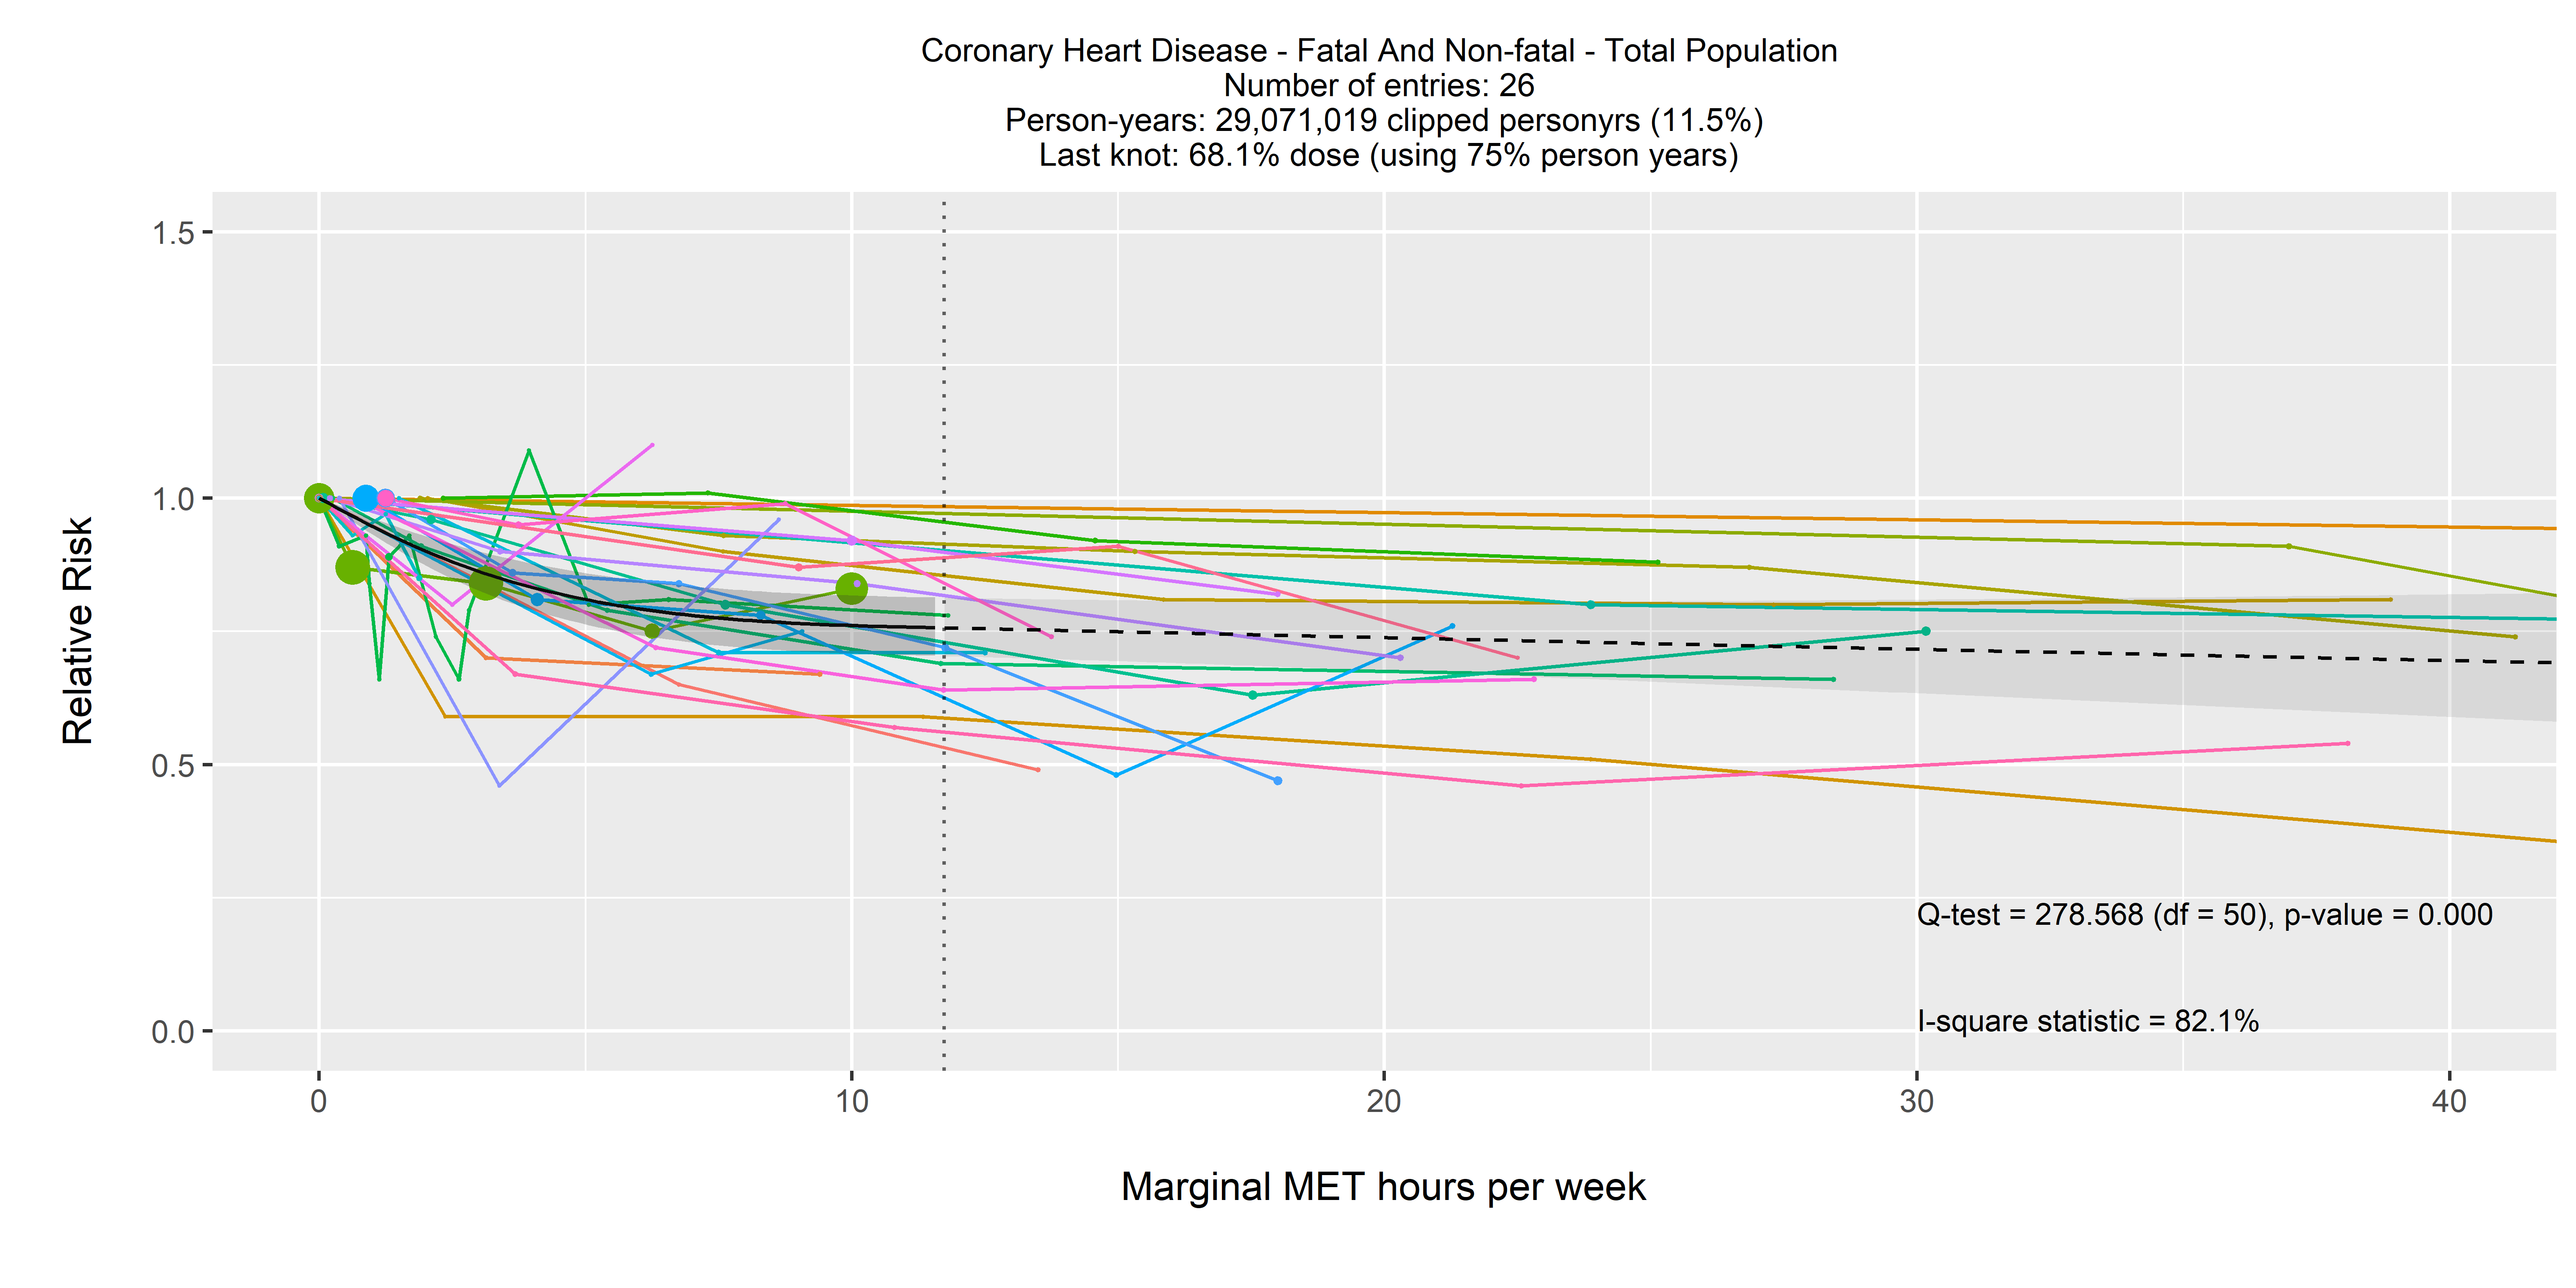 Coronary Heart Disease - Fatal And Non-fatal - Total Population
Number of entries: 26
Person-years: 29,071,019 clipped personyrs (11.5%)
Last knot: 68.1% dose (using 75% person years)
1.5
1.0
0.5
0.0
Relative Risk
Q-test = 278.568 (df = 50), p-value = 0.000
I-square statistic = 82.1%
0 10 20 30 40
Marginal MET hours per week